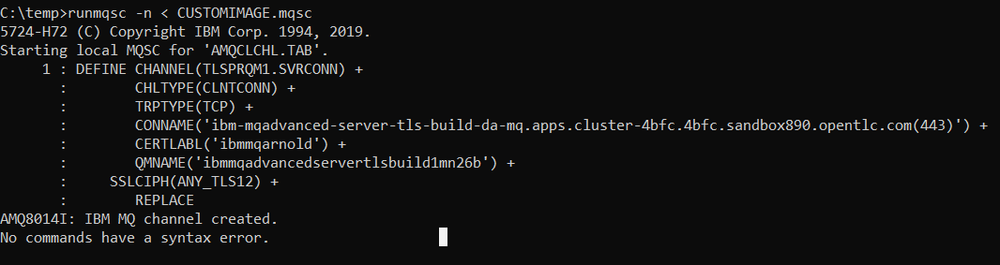 C:\temp>runmqsc -n < CUSTOMIMAGE.mqsc
5724-H72 (C) Copyright IBM Corp. 1994, 2019.
Starting local MQSC for 'AMQCLCHL.TAB'.
1 : DEFINE CHANNEL(TLSPRQM1.SVRCONN) +
: CHLTYPE(CLNTCONN) +
: TRPTYPE(TCP) +
: CONNAME('ibm-mqadvanced-server-tls-build-da-mq.apps.cluster-4bfc.4bfc.sandbox890.opentlc.com(443)') +
: CERTLABL('ibmmqarnold') +
: QMNAME('ibmmqadvancedservertlsbuild1mn26b') +
: SSLCIPH(ANY_TLS12) +
: REPLACE
AMQ8014I: IBM MQ channel created.
No commands have a syntax error.